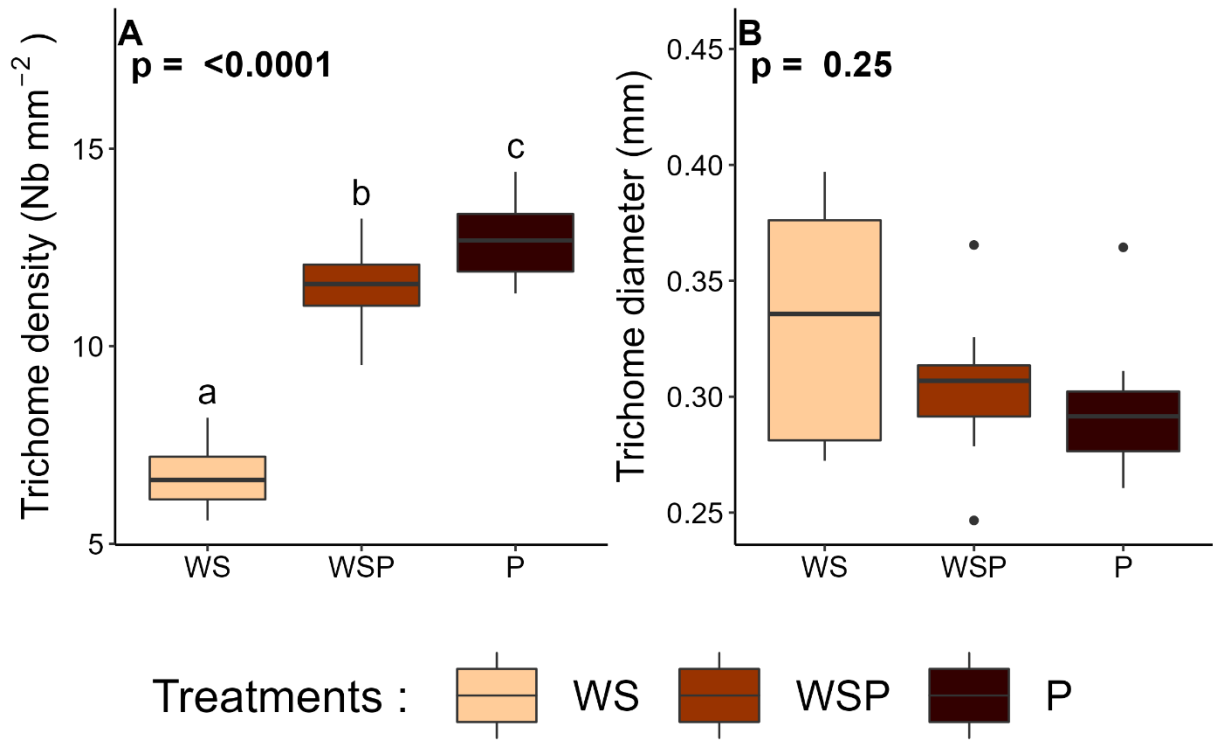 A
p = <0.0001
Trichome density (Nb mm⁻²)
15
10
5
a
b
c
WS
WSP
P
B
p = 0.25
Trichome diameter (mm)
0.45
0.40
0.35
0.30
0.25
WS
WSP
P
Treatments :
WS
WSP
P